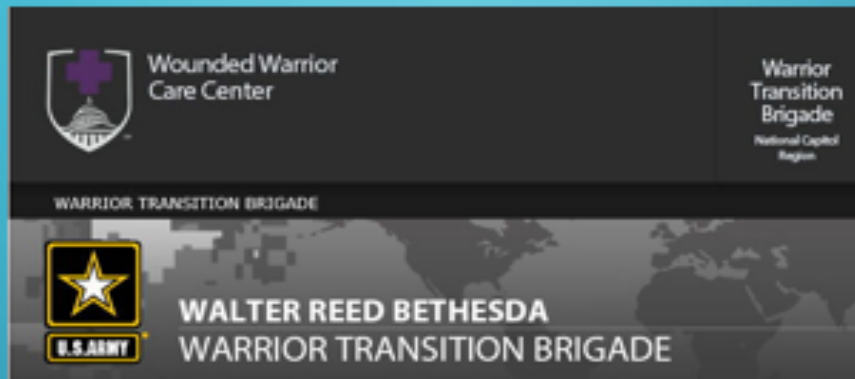 Wounded Warrior
Care Center
Warrior
Transition
Brigade
National Capitol
Region
WARRIOR TRANSITION BRIGADE
WALTER REED BETHESDA
WARRIOR TRANSITION BRIGADE
U.S.ARMY